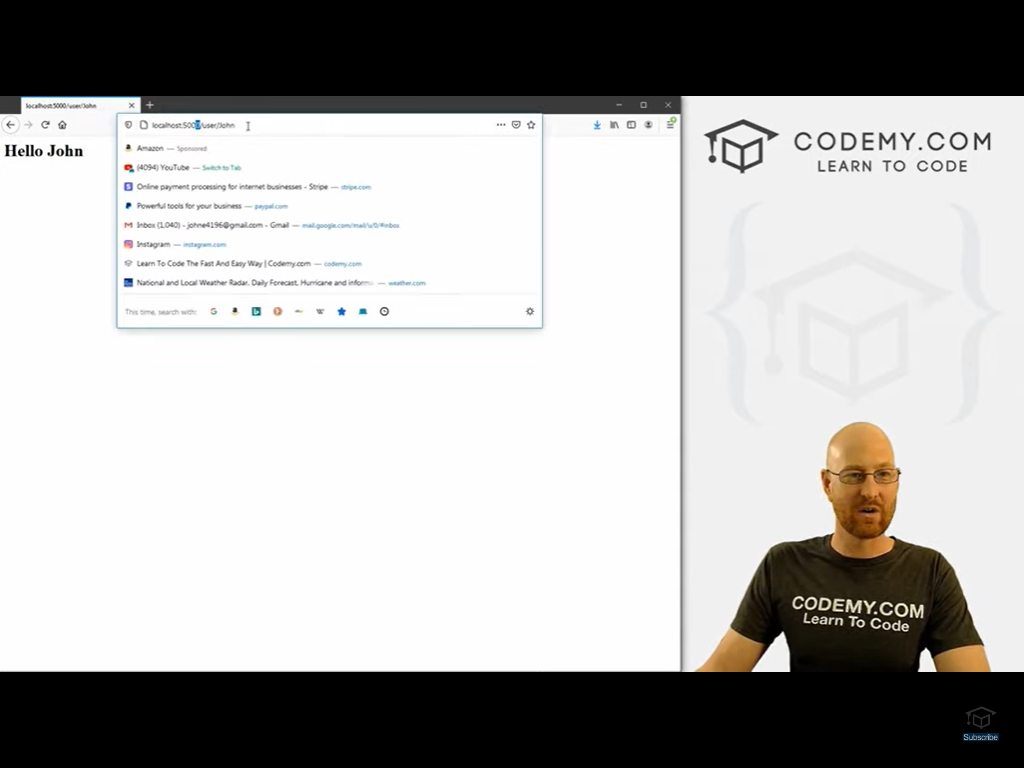 localhost:5000/user/John
localhost:5000/user/John
Hello John
Amazon — Sponsored
(4094) YouTube — Switch to Tab
Online payment processing for internet businesses - Stripe — stripe.com
Powerful tools for your business — paypal.com
Inbox (1,040) - johne4196@gmail.com - Gmail — mail.google.com/mail/u/0/#inbox
Instagram — instagram.com
Learn To Code The Fast And Easy Way | Codemy.com — codemy.com
National and Local Weather Radar, Daily Forecast, Hurricane and inform — weather.com
This time, search with:
CODEMY.COM
LEARN TO CODE
CODEMY.COM
Learn To Code
Subscribe